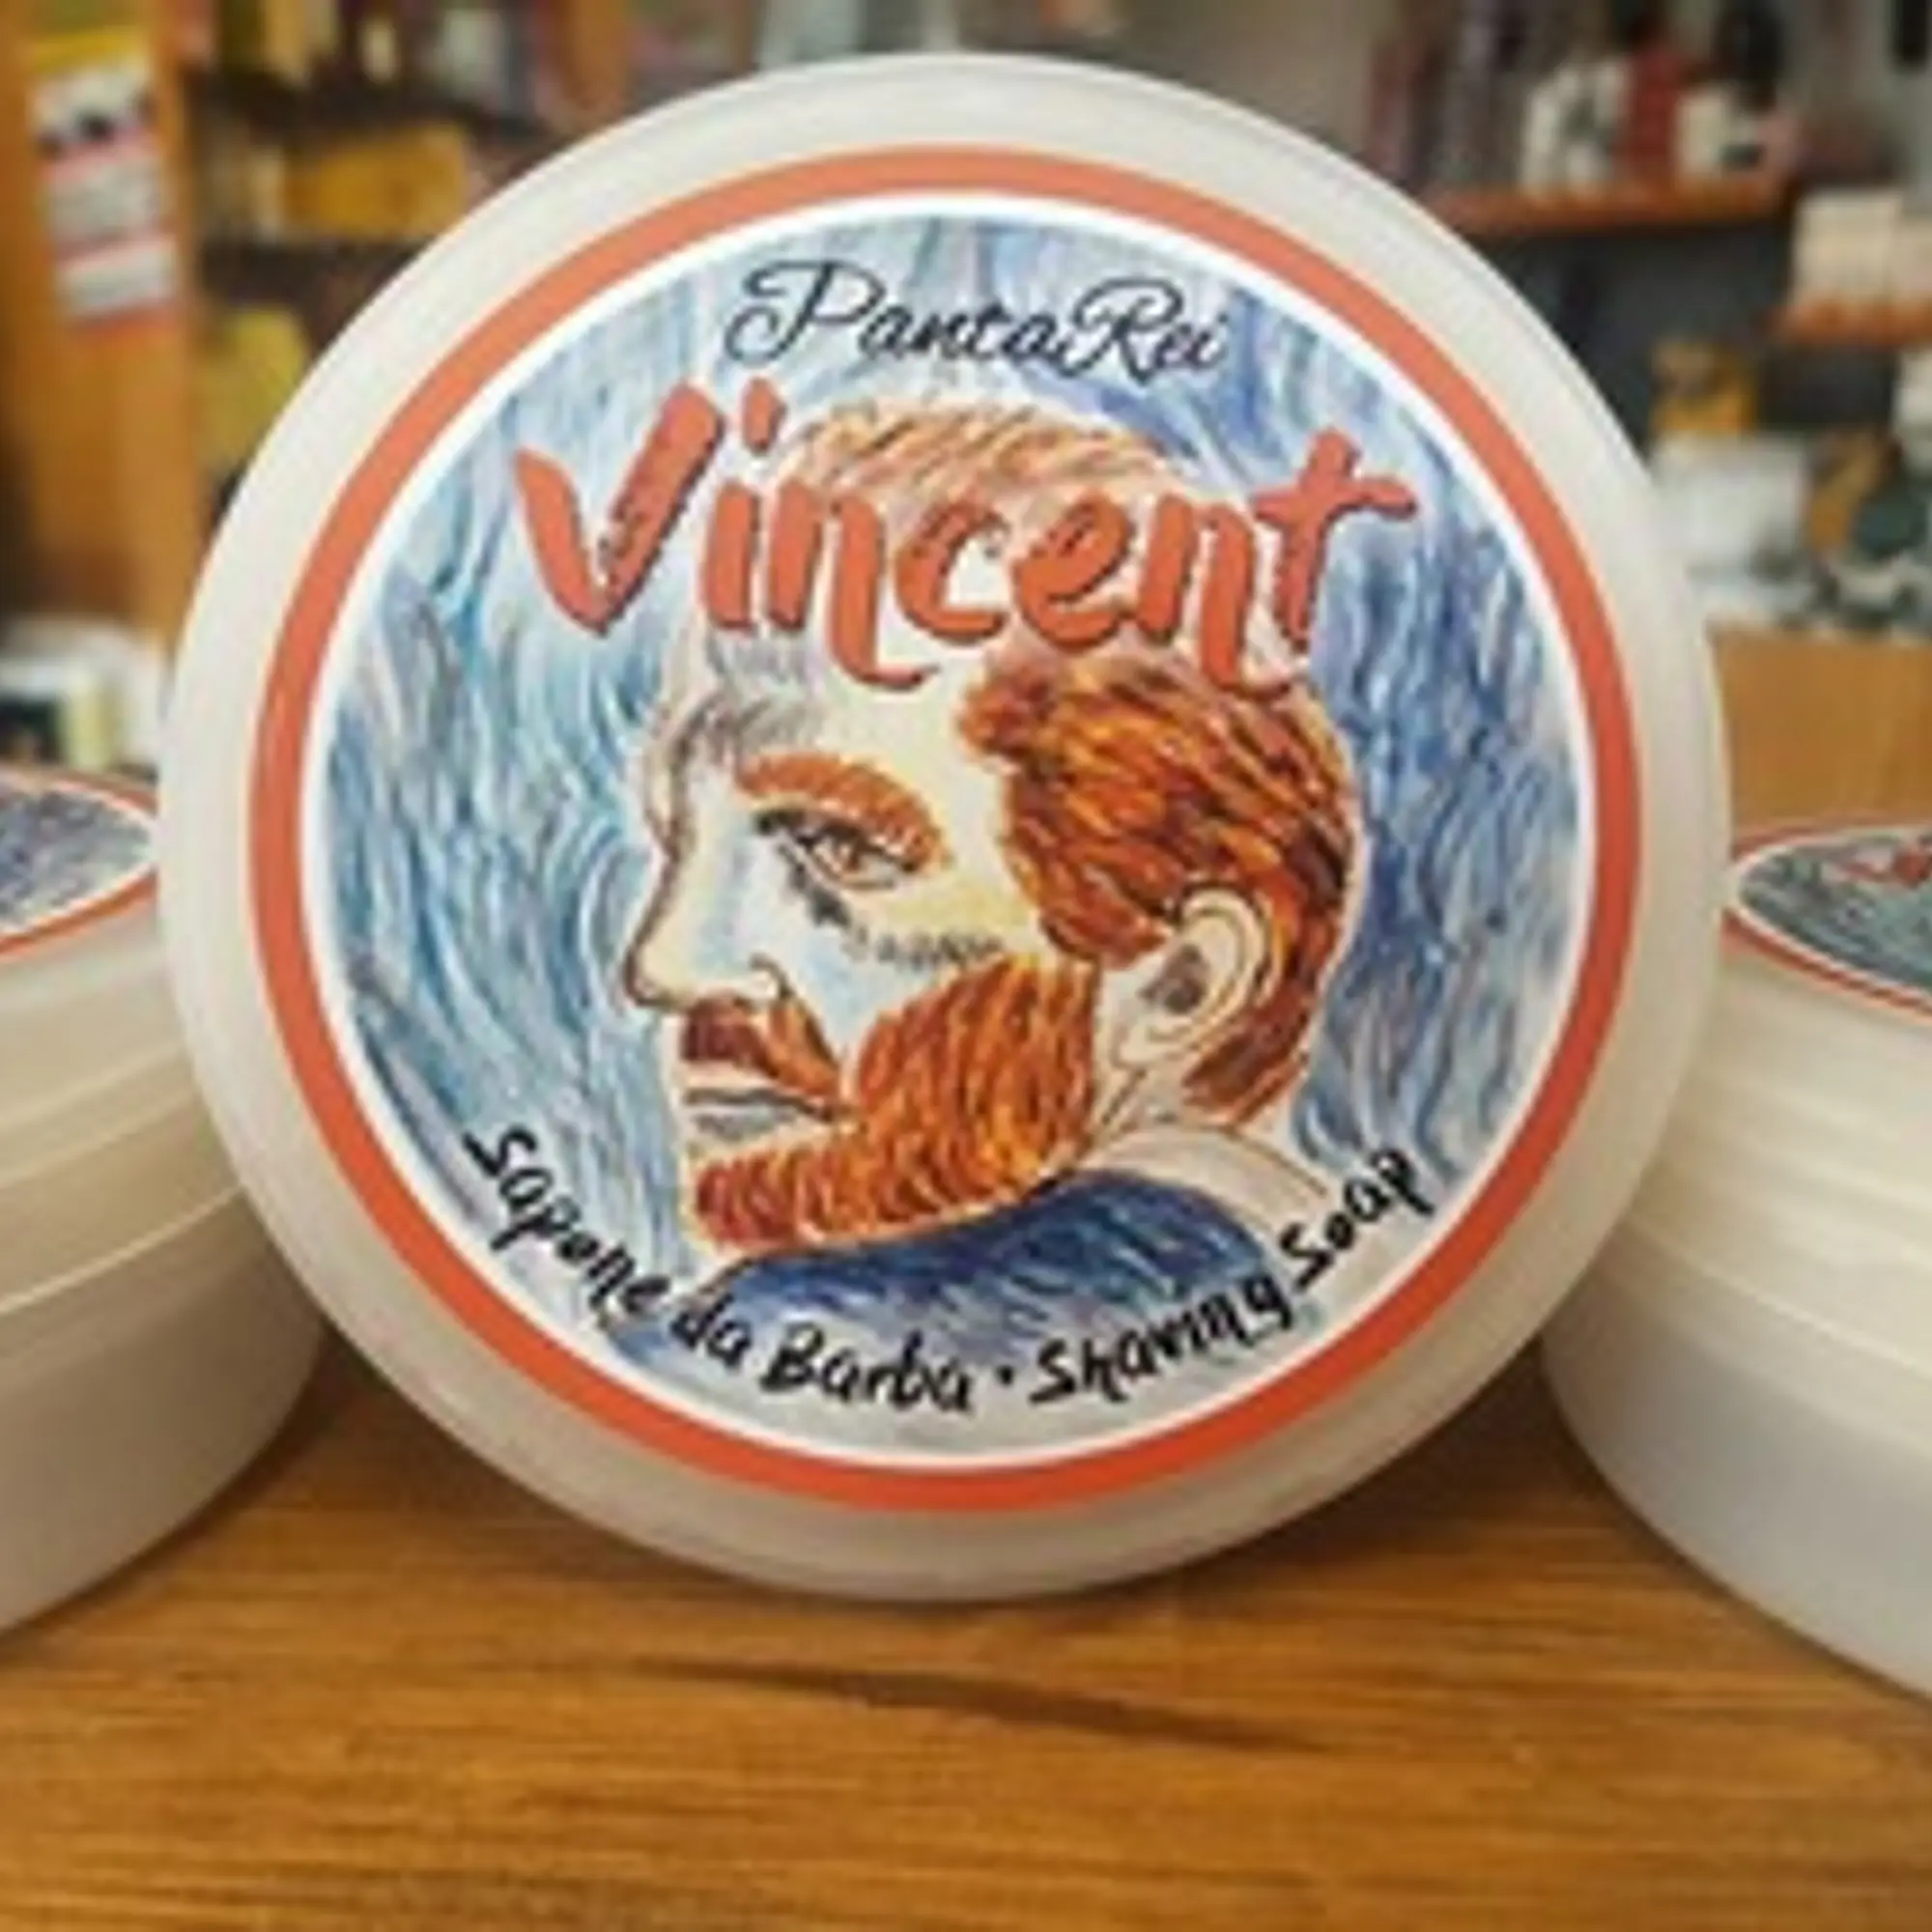 PantaRei
Vincent
Sapone da Barba • Shaving Soap